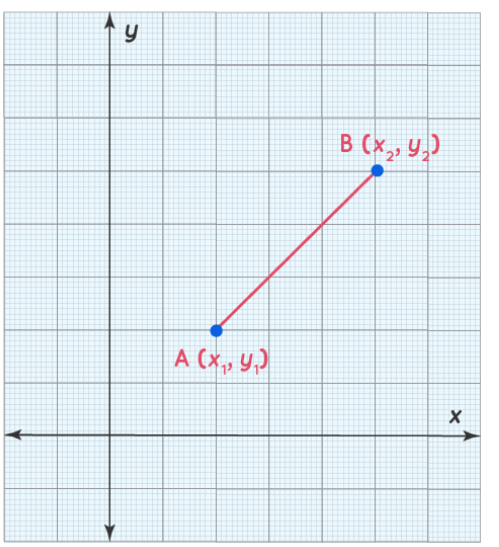 y
B (x₂, y₂)
A (x₁, y₁)
x